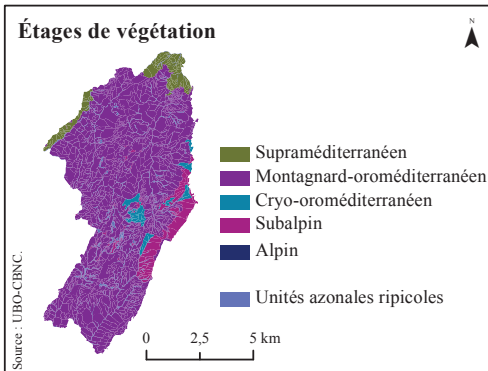 Étages de végétation
N
Supraméditerranéen
Montagnard-oroméditerranéen
Cryo-oroméditerranéen
Subalpin
Alpin
Unités azonales ripicoles
0 2,5 5 km
Source : UBO-CBNC.